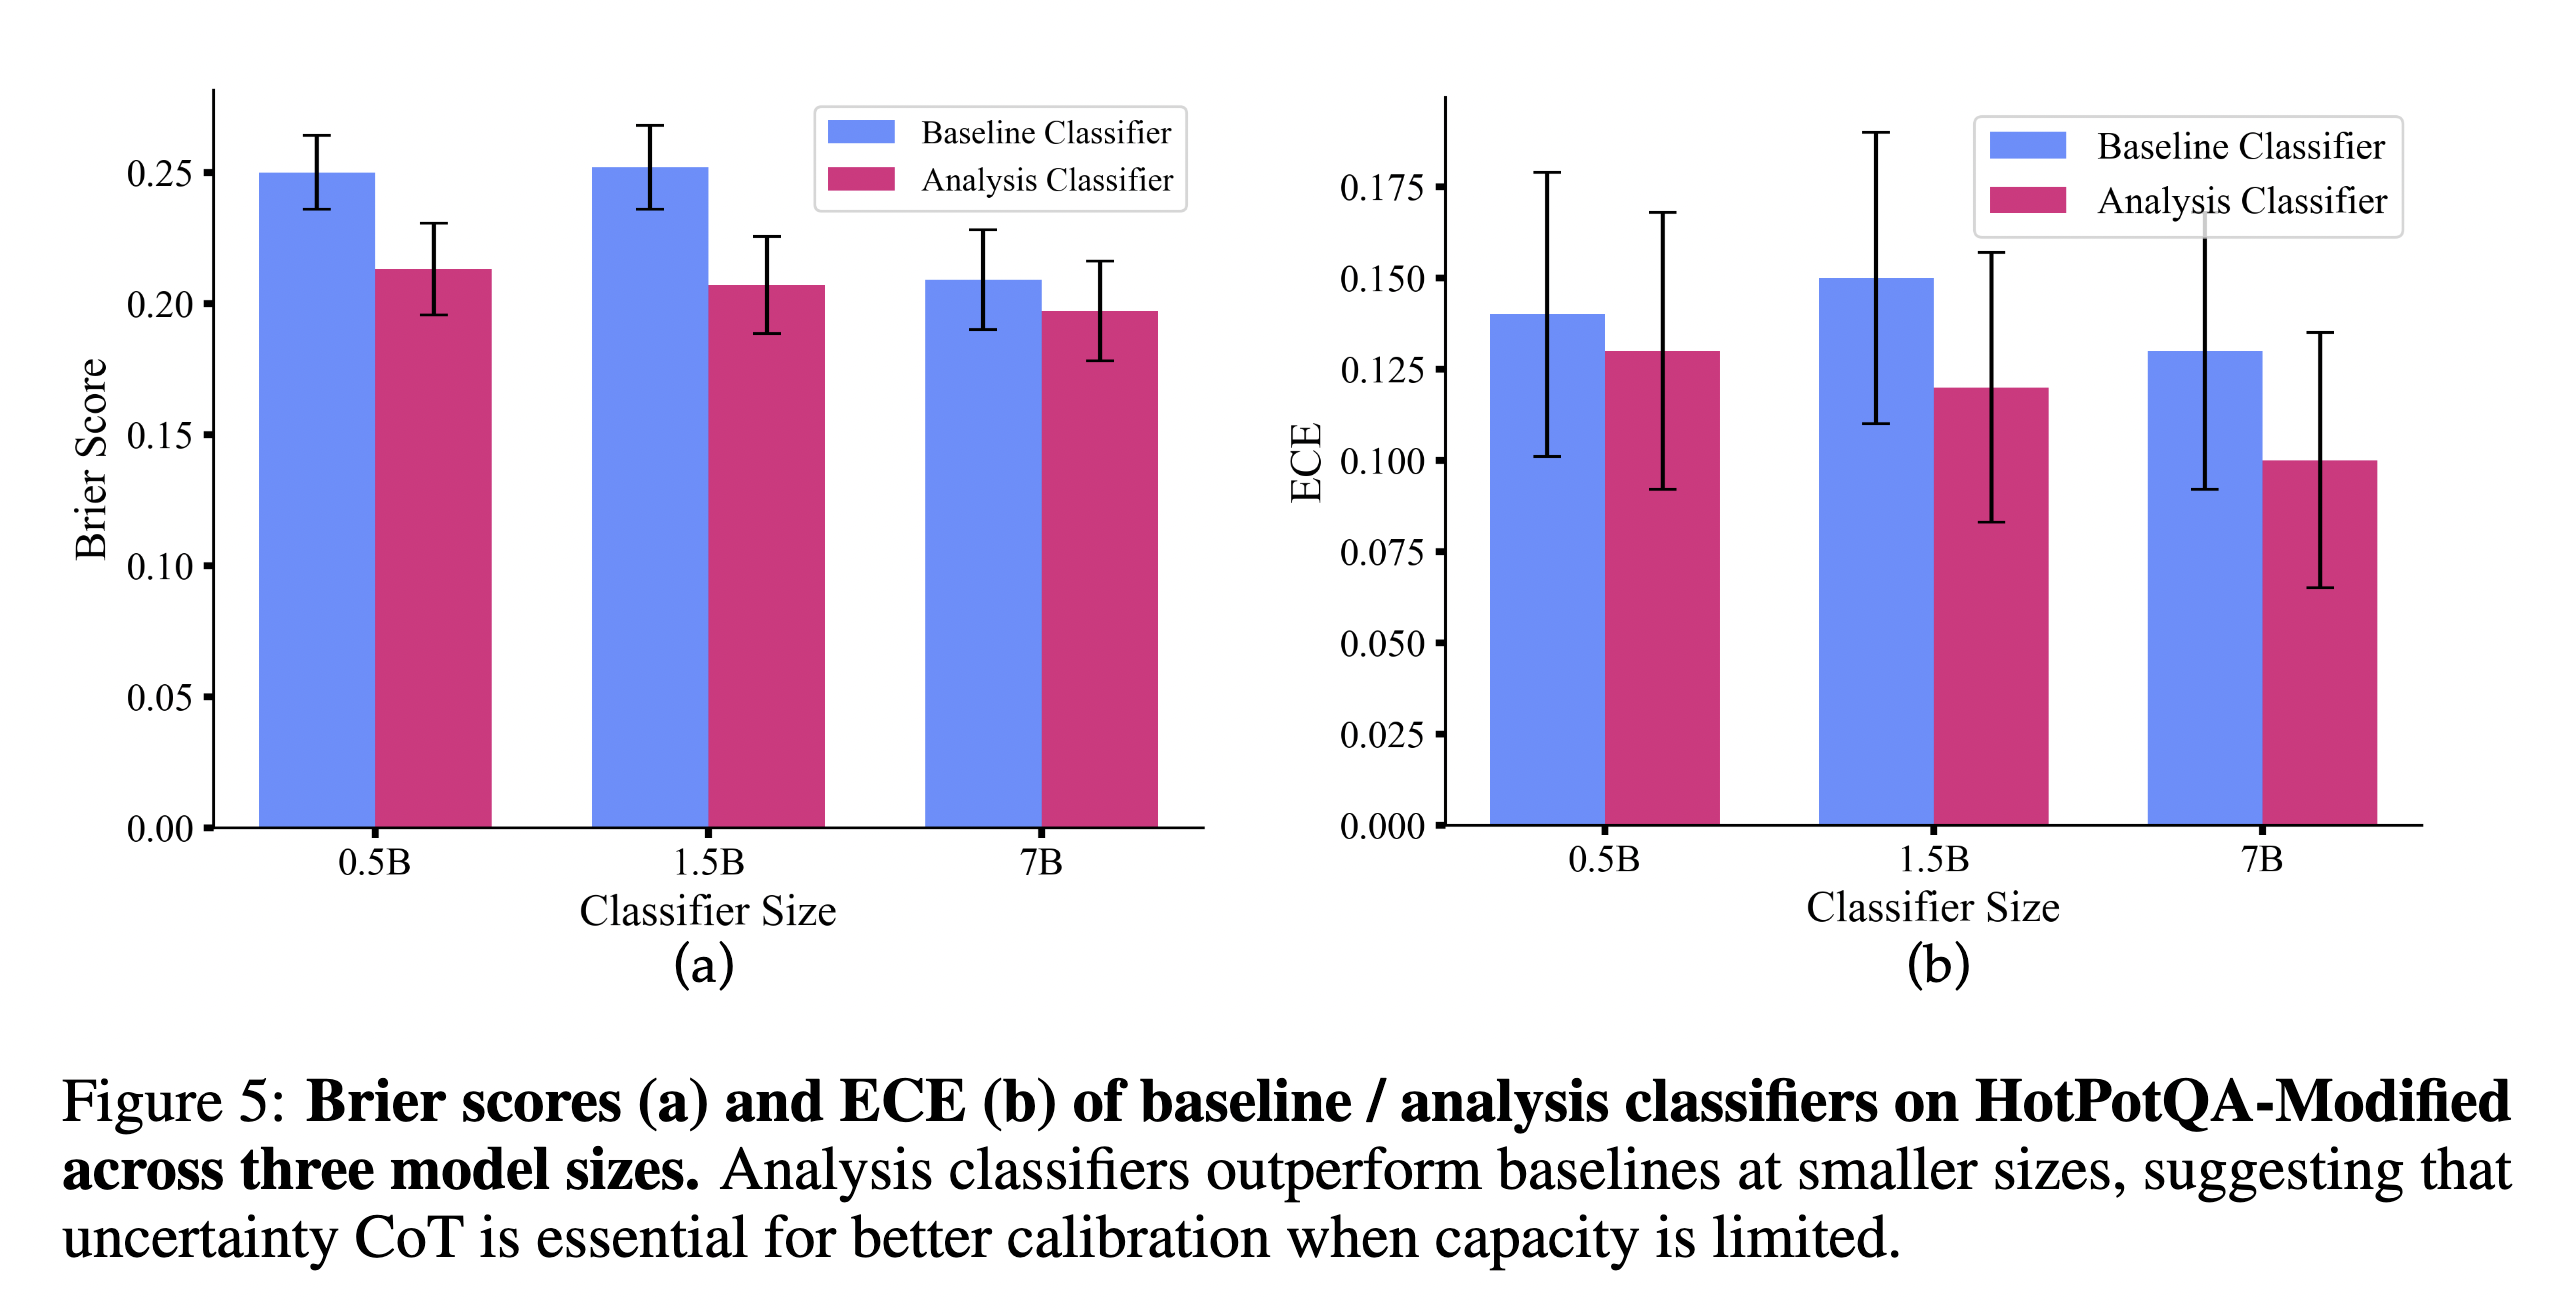 Baseline Classifier
Analysis Classifier
0.25
0.20
0.15
0.10
0.05
0.00
Brier Score
0.5B
1.5B
7B
Classifier Size
(a)
Baseline Classifier
Analysis Classifier
0.175
0.150
0.125
0.100
0.075
0.050
0.025
0.000
ECE
0.5B
1.5B
7B
Classifier Size
(b)
Figure 5: Brier scores (a) and ECE (b) of baseline / analysis classifiers on HotPotQA-Modified
across three model sizes. Analysis classifiers outperform baselines at smaller sizes, suggesting that
uncertainty CoT is essential for better calibration when capacity is limited.